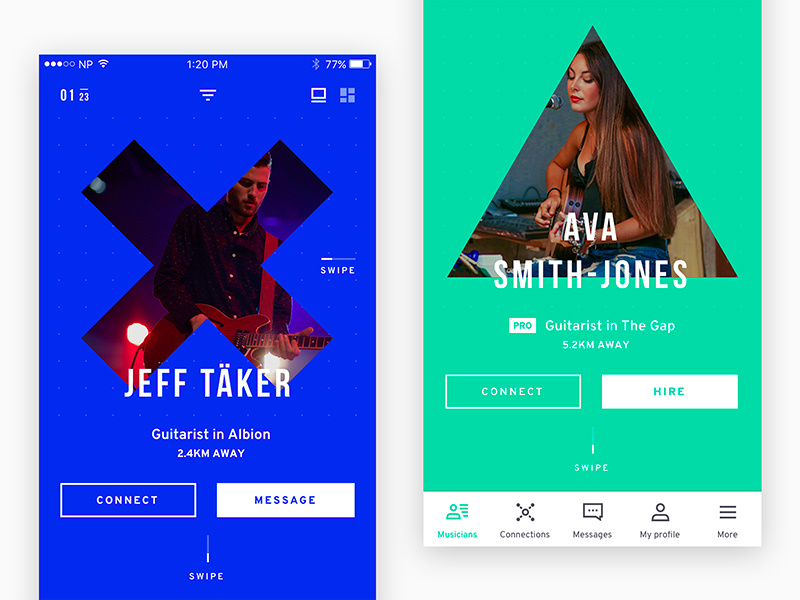 NP
1:20 PM
77%
01 23
SWIPE
JEFF TÄKER
Guitarist in Albion
2.4KM AWAY
CONNECT
MESSAGE
SWIPE
AVA
SMITH-JONES
PRO Guitarist in The Gap
5.2KM AWAY
CONNECT
HIRE
SWIPE
Musicians
Connections
Messages
My profile
More